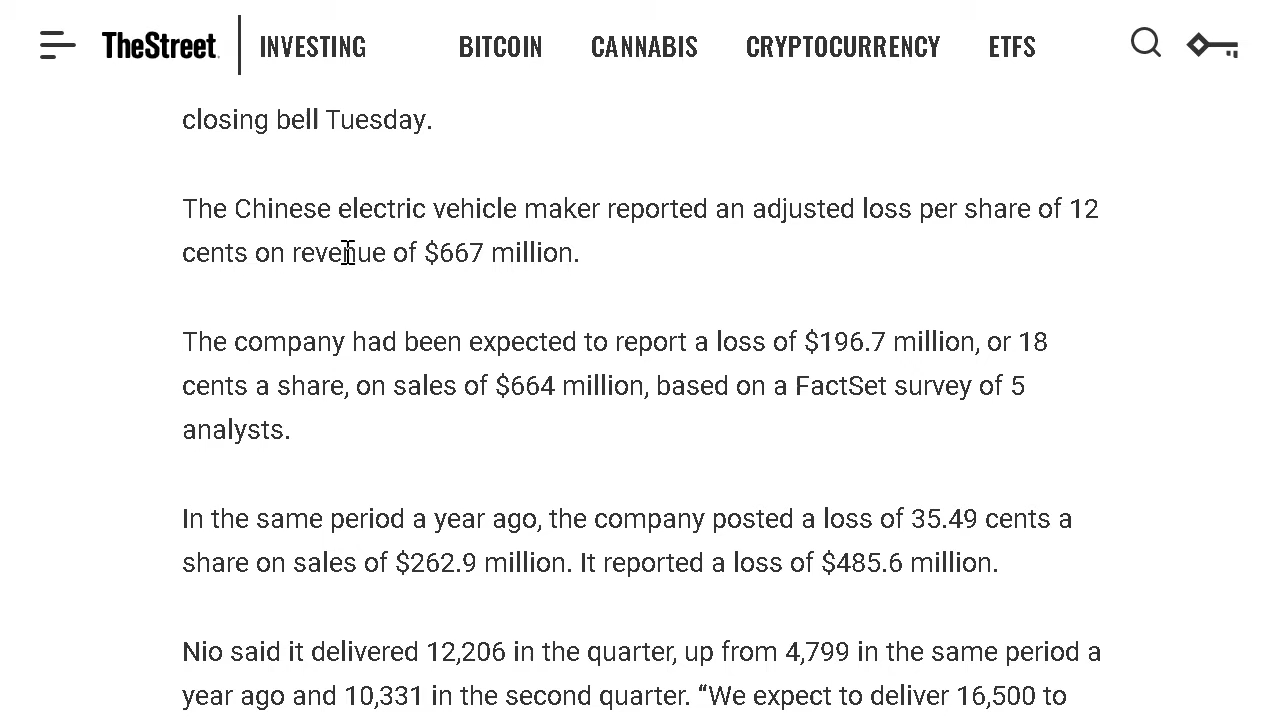 TheStreet INVESTING BITCOIN CANNABIS CRYPTOCURRENCY ETFS
closing bell Tuesday.
The Chinese electric vehicle maker reported an adjusted loss per share of 12
cents on revenue of $667 million.
The company had been expected to report a loss of $196.7 million, or 18
cents a share, on sales of $664 million, based on a FactSet survey of 5
analysts.
In the same period a year ago, the company posted a loss of 35.49 cents a
share on sales of $262.9 million. It reported a loss of $485.6 million.
Nio said it delivered 12,206 in the quarter, up from 4,799 in the same period a
year ago and 10,331 in the second quarter. “We expect to deliver 16,500 to